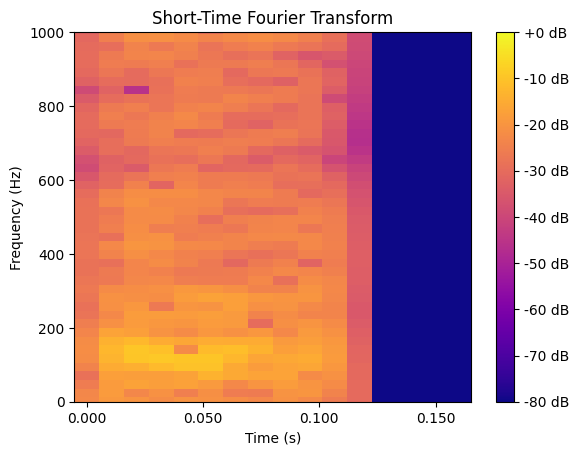 Short-Time Fourier Transform
Frequency (Hz)
1000
800
600
400
200
0
0.000
0.050
0.100
0.150
Time (s)
+0 dB
-10 dB
-20 dB
-30 dB
-40 dB
-50 dB
-60 dB
-70 dB
-80 dB